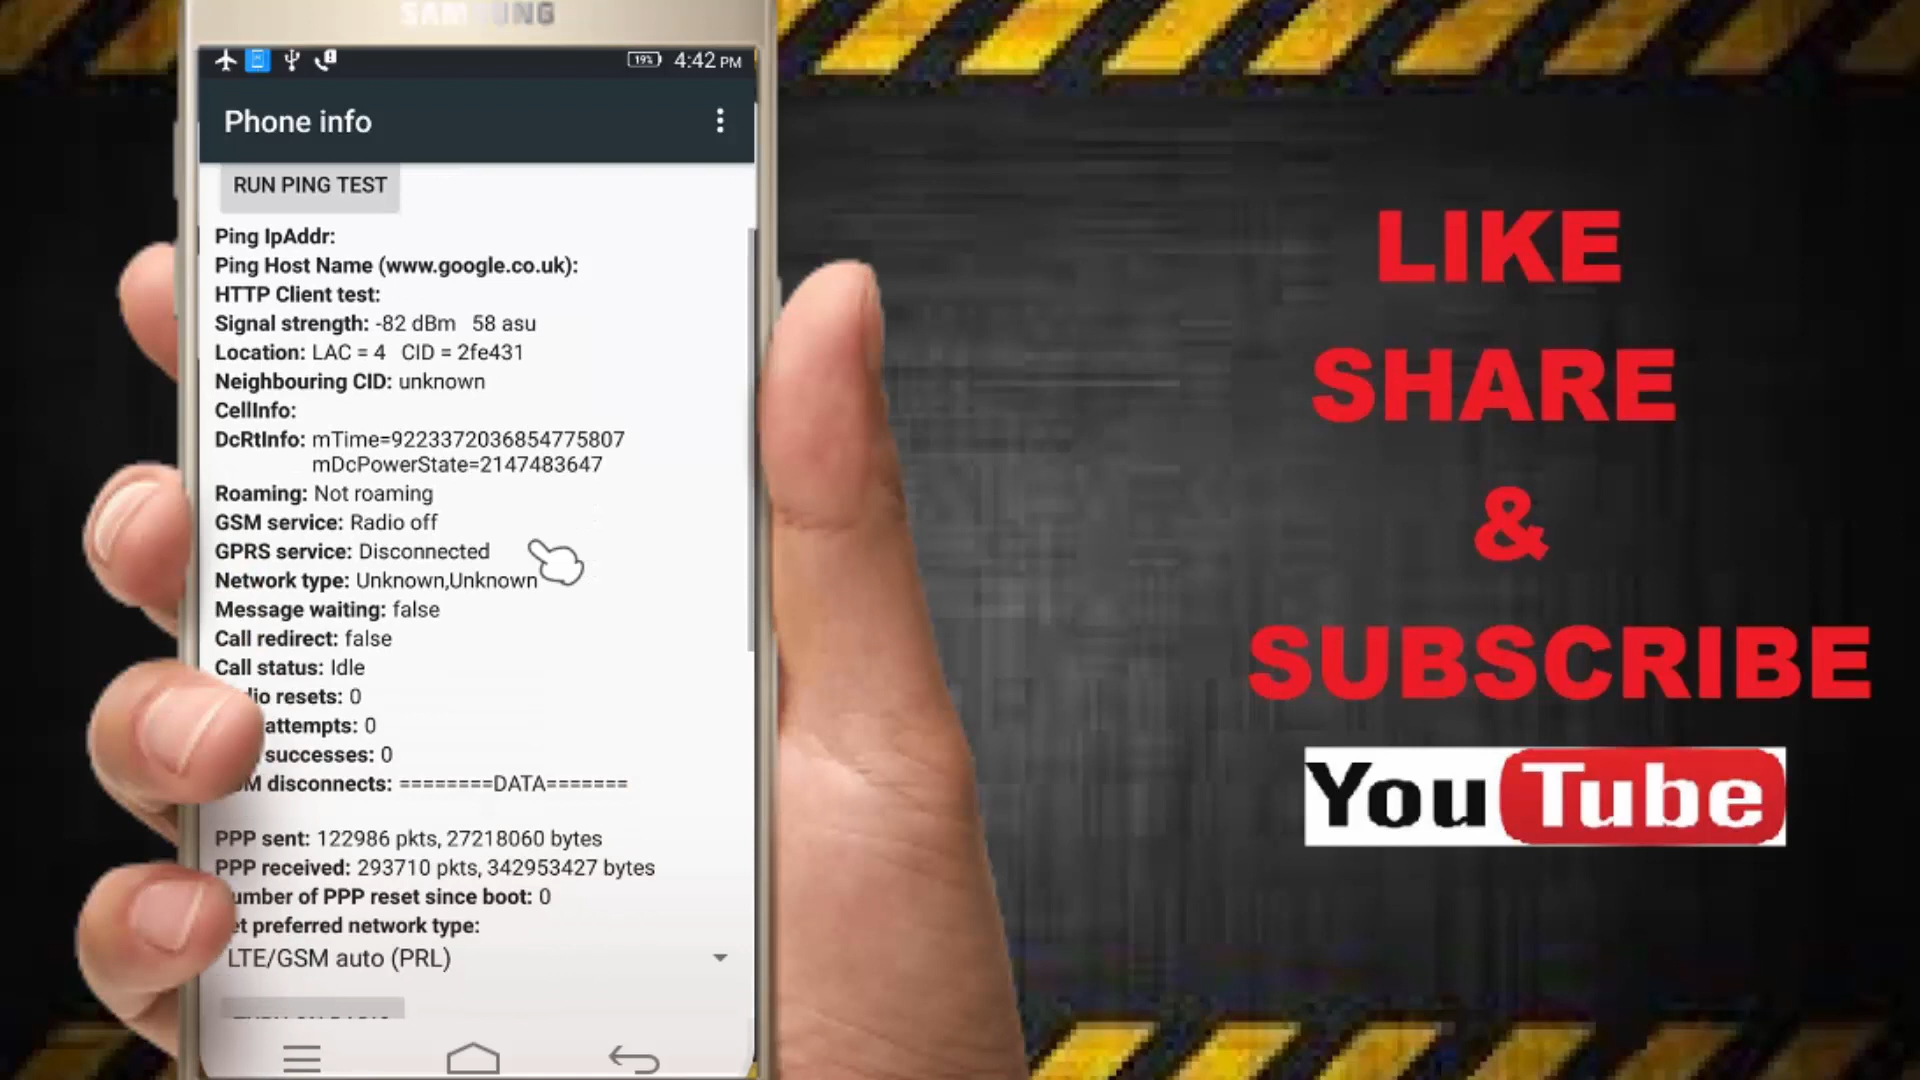 SAMSUNG
19% 4:42 PM
Phone info
RUN PING TEST
Ping IpAddr:
Ping Host Name (www.google.co.uk):
HTTP Client test:
Signal strength: -82 dBm 58 asu
Location: LAC = 4 CID = 2fe431
Neighbouring CID: unknown
CellInfo:
DcRtInfo: mTime=9223372036854775807
mDcPowerState=2147483647
Roaming: Not roaming
GSM service: Radio off
GPRS service: Disconnected
Network type: Unknown,Unknown
Message waiting: false
Call redirect: false
Call status: Idle
resets: 0
attempts: 0
successes: 0
disconnects: ========DATA=======
PPP sent: 122986 pkts, 27218060 bytes
PPP received: 293710 pkts, 342953427 bytes
umber of PPP reset since boot: 0
et preferred network type:
LTE/GSM auto (PRL)
LIKE
SHARE
&
SUBSCRIBE
YouTube